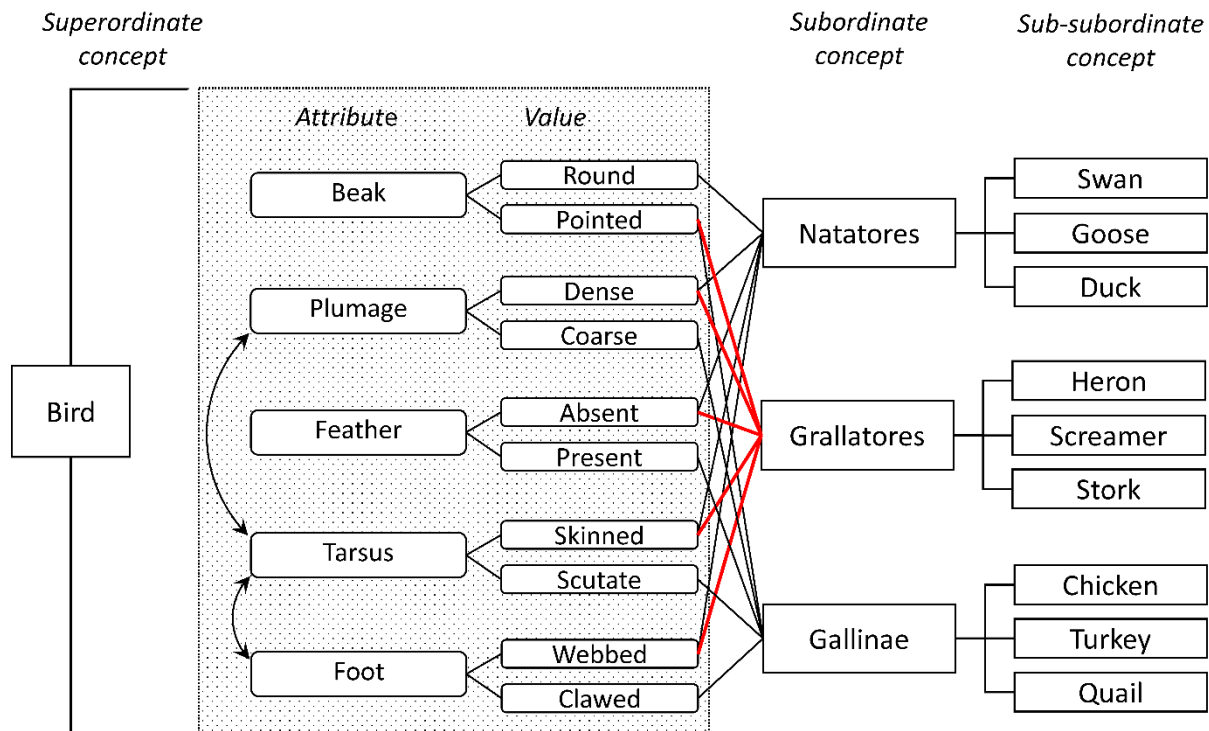 Superordinate
concept
Subordinate
concept
Sub-subordinate
concept
Attribute
Value
Bird
Beak
Round
Pointed
Plumage
Dense
Coarse
Feather
Absent
Present
Tarsus
Skinned
Scutate
Foot
Webbed
Clawed
Natatores
Swan
Goose
Duck
Grallatores
Heron
Screamer
Stork
Gallinae
Chicken
Turkey
Quail